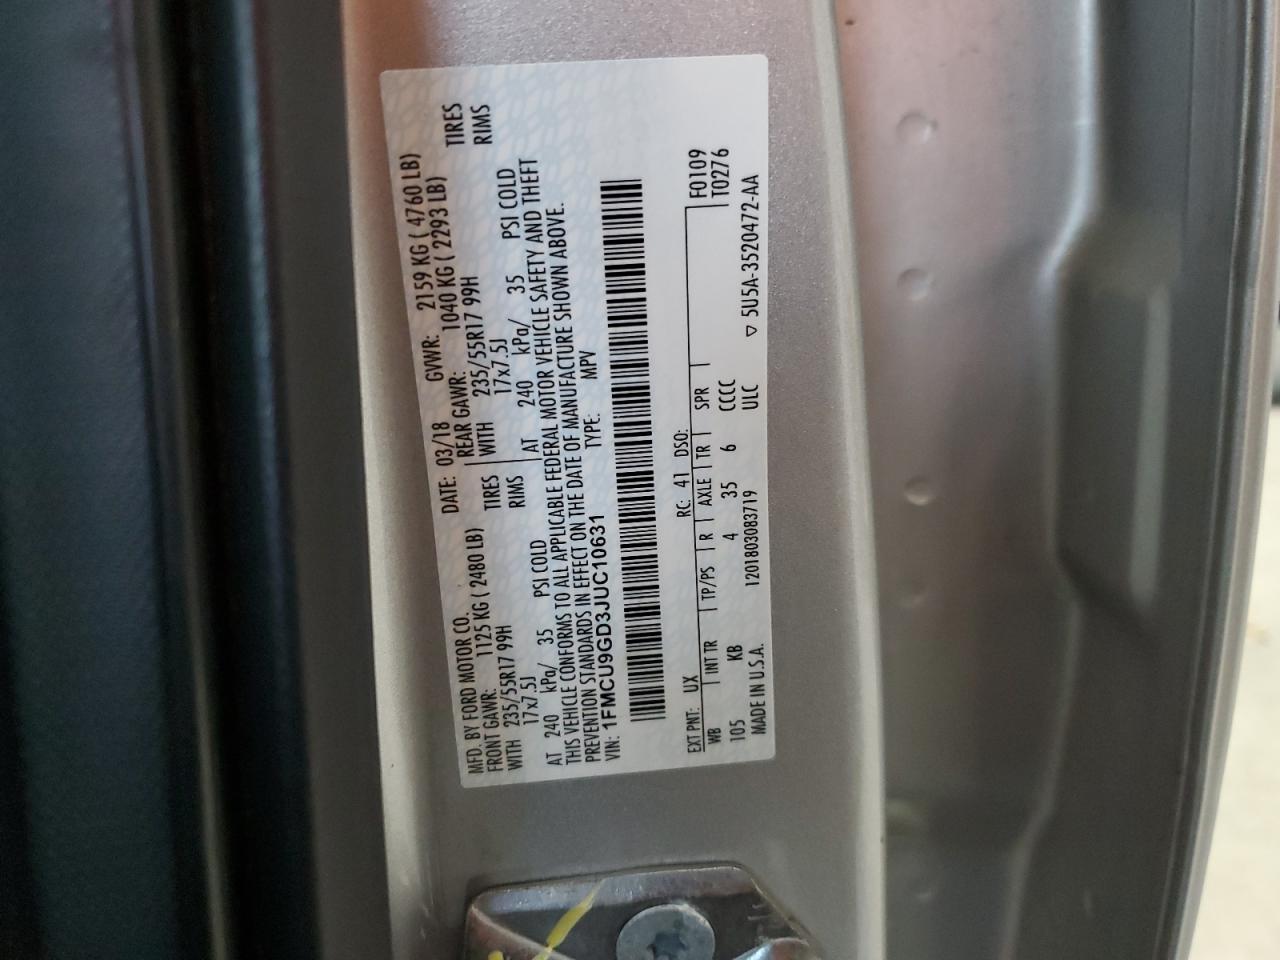 MFD. BY FORD MOTOR CO.
DATE: 03/18 GVWR: 2159 KG ( 4760 LB)
FRONT GAWR: 1125 KG ( 2480 LB) REAR GAWR: 1040 KG ( 2293 LB)
WITH 235/55R17 99H TIRES WITH 235/55R17 99H TIRES
17x7.5J RIMS 17x7.5J RIMS
AT 240 kPa/ 35 PSI COLD AT 240 kPa/ 35 PSI COLD
THIS VEHICLE CONFORMS TO ALL APPLICABLE FEDERAL MOTOR VEHICLE SAFETY AND THEFT
PREVENTION STANDARDS IN EFFECT ON THE DATE OF MANUFACTURE SHOWN ABOVE.
VIN: 1FMCU9GD3JUC10631 TYPE: MPV
EXT PNT: UX RC: 41 DSO: F0109
WB INT TR TP/PS R AXLE TR SPR T0276
105 KB 4 35 6 CCCC
MADE IN U.S.A. 1201803083719 ULC ▽ 5U5A-3520472-AA